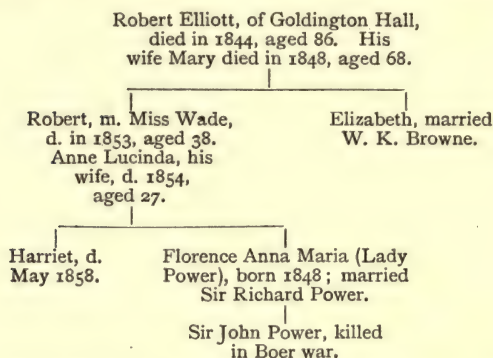 Robert Elliott, of Goldington Hall,
died in 1844, aged 86. His
wife Mary died in 1848, aged 68.
Robert, m. Miss Wade,
d. in 1853, aged 38.
Anne Lucinda, his
wife, d. 1854,
aged 27.
Elizabeth, married
W. K. Browne.
Harriet, d.
May 1858.
Florence Anna Maria (Lady
Power), born 1848; married
Sir Richard Power.
Sir John Power, killed
in Boer war.